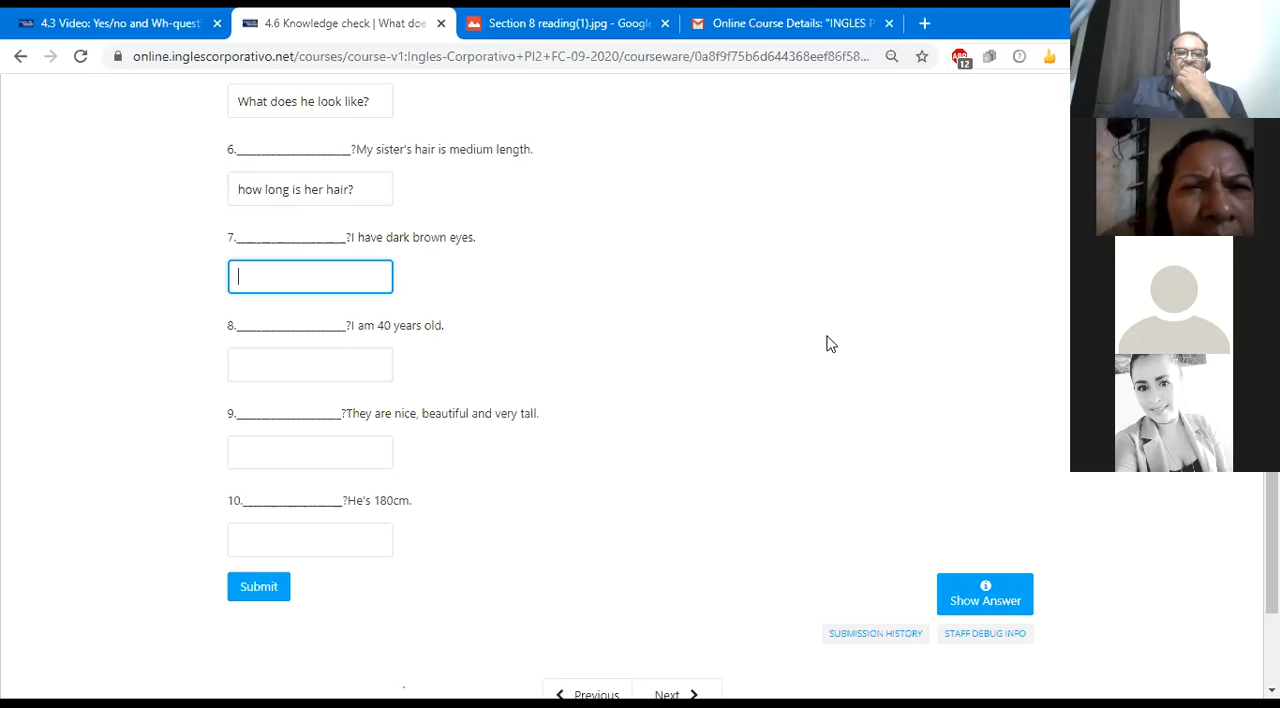 4.3 Video: Yes/no and Wh-quest
4.6 Knowledge check | What doe
Section 8 reading(1).jpg - Googl
Online Course Details: "INGLES P
online.inglescorporativo.net/courses/course-v1:Ingles-Corporativo+PI2+FC-09-2020/courseware/0a8f9f75b6d644368eef86f58...
12
What does he look like?
6.____________________?My sister's hair is medium length.
how long is her hair?
7.___________________?I have dark brown eyes.
8.___________________?I am 40 years old.
9.__________________?They are nice, beautiful and very tall.
10.__________________?He's 180cm.
Submit
Show Answer
SUBMISSION HISTORY
STAFF DEBUG INFO
Previous
Next